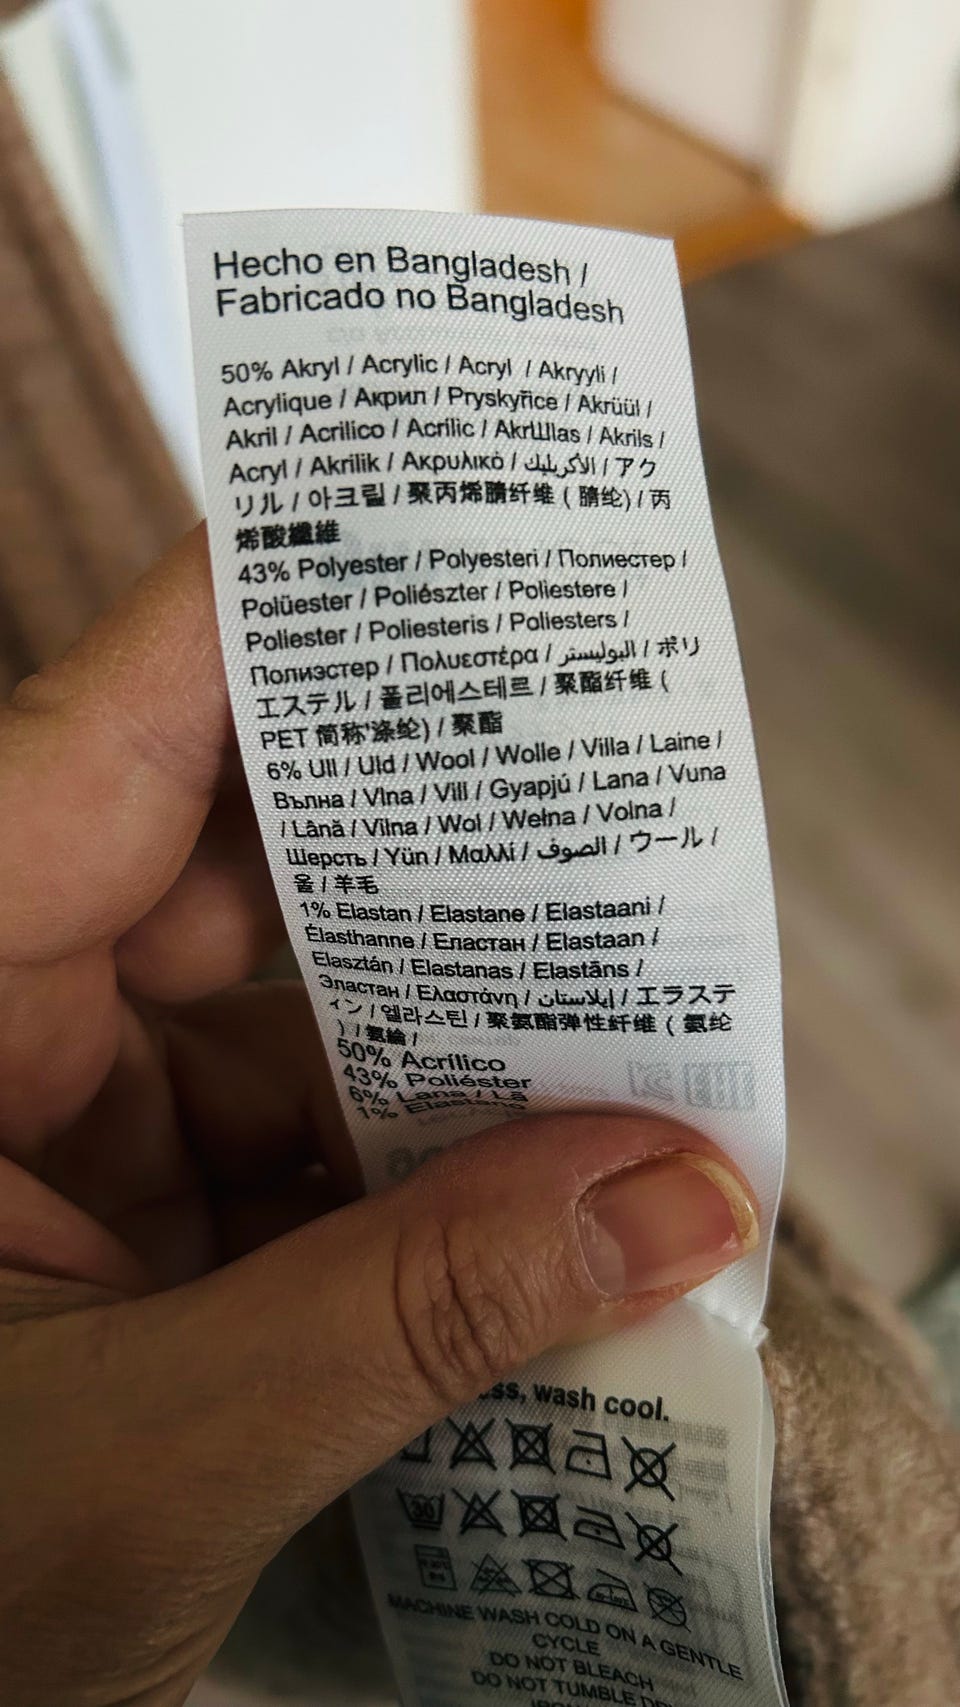 Hecho en Bangladesh /
Fabricado no Bangladesh
50% Akryl / Acrylic / Acryl / Akryyli /
Acrylique / Акрил / Pryskyřice / Akrüül /
Akril / Acrilico / Acrílic / AkrШlas / Akrils /
Acryl / Akrilik / Ακρυλικό / الأكريليك / アク
リル / 아크릴 / 聚丙烯腈纤维 ( 腈纶) / 丙
烯酸纖維
43% Polyester / Polyesteri / Полиестер /
Polüester / Poliészter / Poliestere /
Poliester / Poliesteris / Poliesters /
Полиэстер / Πολυεστέρα / البوليستر / ポリ
エステル / 폴리에스테르 / 聚酯纤维 (
PET 简称'涤纶) / 聚酯
6% Ull / Uld / Wool / Wolle / Villa / Laine /
Вълна / Vlna / Vill / Gyapjú / Lana / Vuna
/ Lână / Vilna / Wol / Wełna / Volna /
Шерсть / Yün / Μαλλί / الصوف / ウール /
울 / 羊毛
1% Elastan / Elastane / Elastaani /
Élasthanne / Еластан / Elastaan /
Elasztán / Elastanas / Elastāns /
Эластан / Ελαστάνη / إيلاستان / エラステ
イン / 엘라스틴 / 聚氨酯弹性纤维 ( 氨纶
) / 氨綸 /
50% Acrílico
43% Poliéster
6% Lana / Lã
1% Elastano
wash cool.
30
MACHINE WASH COLD ON A GENTLE
CYCLE
DO NOT BLEACH
DO NOT TUMBLE